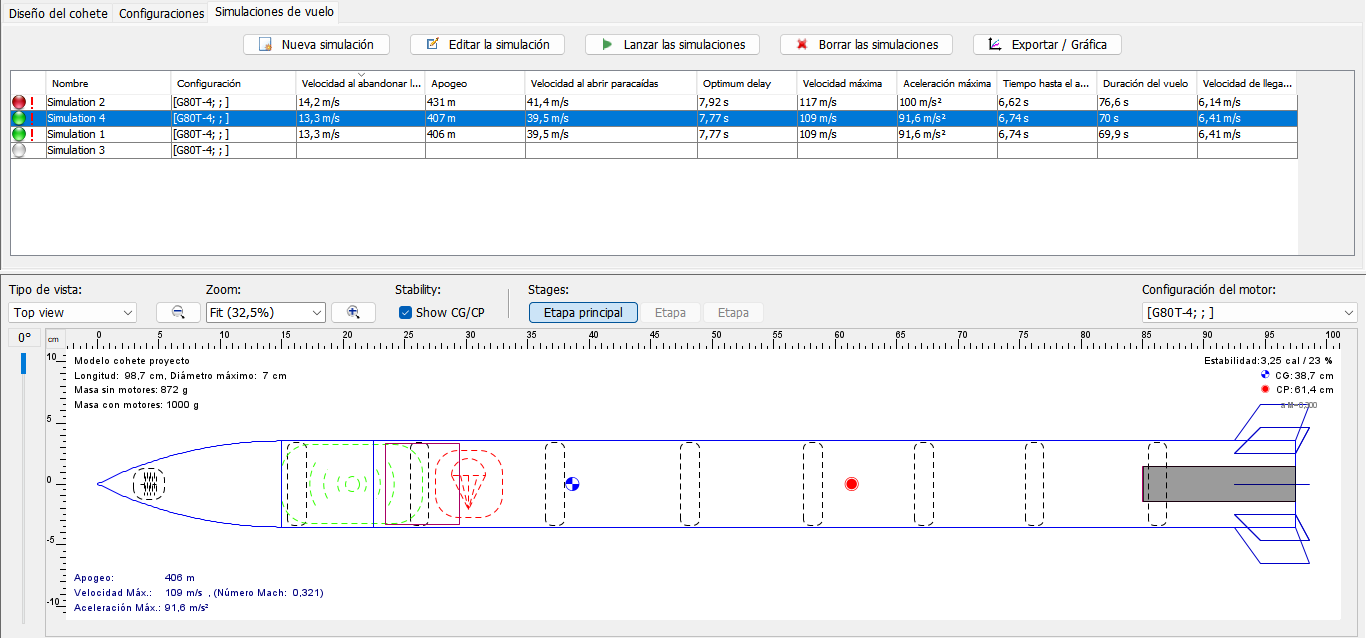 Diseño del cohete Configuraciones Simulaciones de vuelo
Nueva simulación Editar la simulación Lanzar las simulaciones Borrar las simulaciones Exportar / Gráfica
Nombre Configuración Velocidad al abandonar l... Apogeo Velocidad al abrir paracaídas Optimum delay Velocidad máxima Aceleración máxima Tiempo hasta el a... Duración del vuelo Velocidad de llega...
Simulation 2 [G80T-4; ; ] 14,2 m/s 431 m 41,4 m/s 7,92 s 117 m/s 100 m/s² 6,62 s 76,6 s 6,14 m/s
Simulation 4 [G80T-4; ; ] 13,3 m/s 407 m 39,5 m/s 7,77 s 109 m/s 91,6 m/s² 6,74 s 70 s 6,41 m/s
Simulation 1 [G80T-4; ; ] 13,3 m/s 406 m 39,5 m/s 7,77 s 109 m/s 91,6 m/s² 6,74 s 69,9 s 6,41 m/s
Simulation 3 [G80T-4; ; ]
Tipo de vista: Zoom: Stability: Stages: Configuración del motor:
Top view Fit (32,5%) Show CG/CP Etapa principal Etapa Etapa [G80T-4; ; ]
0° cm 0 5 10 15 20 25 30 35 40 45 50 55 60 65 70 75 80 85 90 95 100
10 5 0 -5 -10
Modelo cohete proyecto
Longitud: 98,7 cm, Diámetro máximo: 7 cm
Masa sin motores: 872 g
Masa con motores: 1000 g
Estabilidad:3,25 cal / 23 %
CG:38,7 cm
CP:61,4 cm
Apogeo: 406 m
Velocidad Máx.: 109 m/s , (Número Mach: 0,321)
Aceleración Máx.: 91,6 m/s²